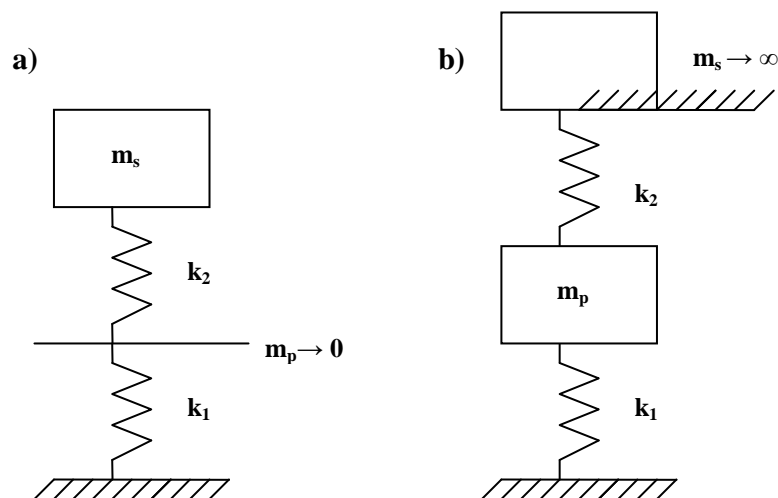 a)
mₛ
k₂
mₚ → 0
k₁
b)
mₛ → ∞
k₂
mₚ
k₁